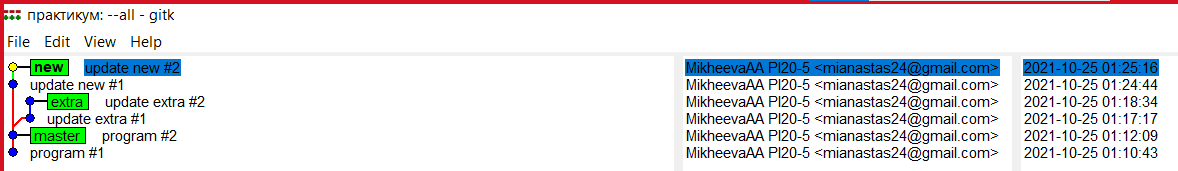 практикум: --all - gitk
File Edit View Help
new update new #2 MikheevaAA PI20-5 <mianastas24@gmail.com> 2021-10-25 01:25:16
update new #1 MikheevaAA PI20-5 <mianastas24@gmail.com> 2021-10-25 01:24:44
extra update extra #2 MikheevaAA PI20-5 <mianastas24@gmail.com> 2021-10-25 01:18:34
update extra #1 MikheevaAA PI20-5 <mianastas24@gmail.com> 2021-10-25 01:17:17
master program #2 MikheevaAA PI20-5 <mianastas24@gmail.com> 2021-10-25 01:12:09
program #1 MikheevaAA PI20-5 <mianastas24@gmail.com> 2021-10-25 01:10:43